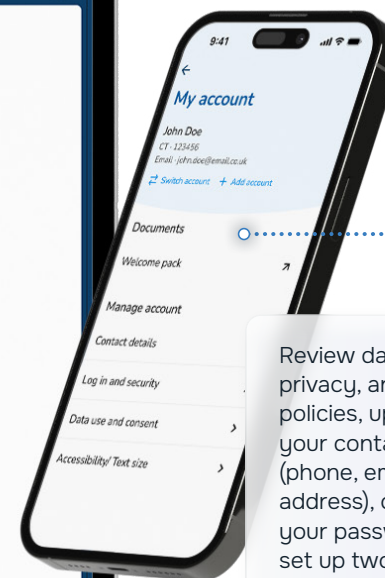 9:41
My account
John Doe
CT - 123456
Email - john.doe@email.co.uk
Switch account + Add account
Documents
Welcome pack
Manage account
Contact details
Log in and security
Data use and consent
Accessibility/ Text size
Review da
privacy, an
policies, up
your conta
(phone, em
address), c
your passw
set up two